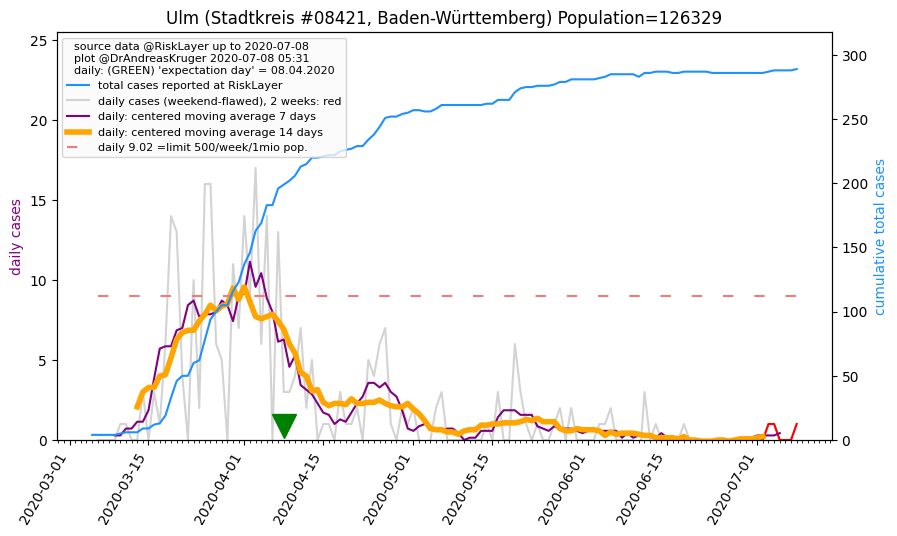 Ulm (Stadtkreis #08421, Baden-Württemberg) Population=126329
source data @RiskLayer up to 2020-07-08
plot @DrAndreasKruger 2020-07-08 05:31
daily: (GREEN) 'expectation day' = 08.04.2020
total cases reported at RiskLayer
daily cases (weekend-flawed), 2 weeks: red
daily: centered moving average 7 days
daily: centered moving average 14 days
daily 9.02 =limit 500/week/1mio pop.
daily cases
25
20
15
10
5
0
cumulative total cases
300
250
200
150
100
50
0
2020-03-01
2020-03-15
2020-04-01
2020-04-15
2020-05-01
2020-05-15
2020-06-01
2020-06-15
2020-07-01